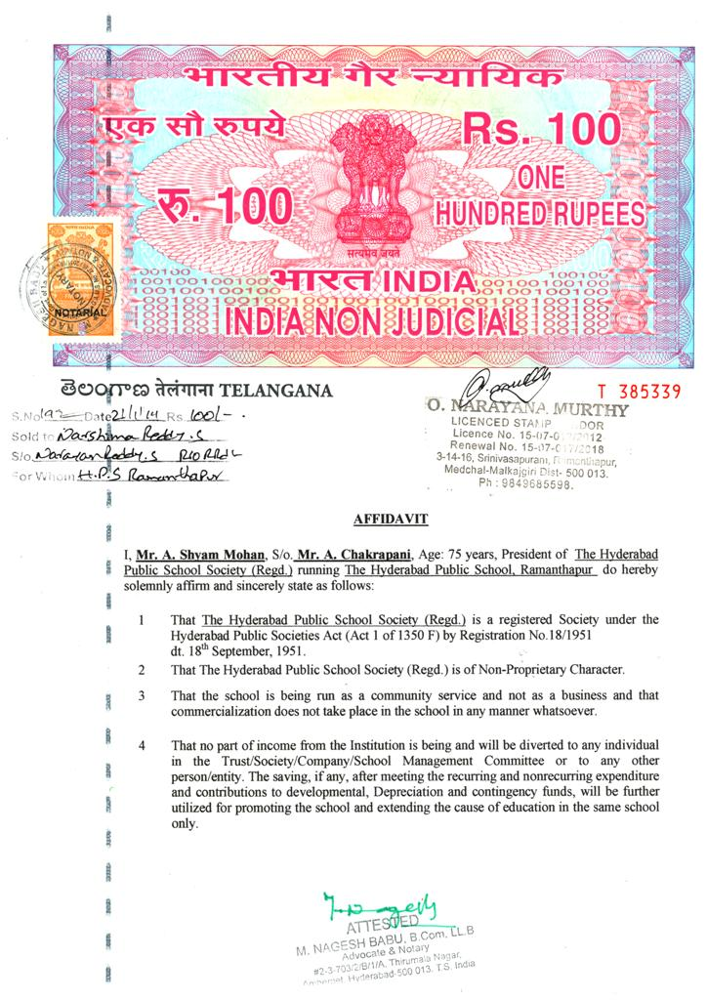 भारतीय गैर न्यायिक
एक सौ रुपये
Rs. 100
रु. 100
ONE
HUNDRED RUPEES
सत्यमेव जयते
भारत INDIA
INDIA NON JUDICIAL
भारत INDIA
NOTARIAL
తెలంగాణ तेलंगाना TELANGANA
T 385339
S.No 192 Date 21/1/19 Rs 100/-
Sold to Darshima Reddy.S
S/o. Narayan Reddy.S R/O RRDt
For Whom H.P.S Ramanthapur
O. NARAYANA MURTHY
LICENCED STAMP DOR
Licence No. 15-07-0 /2012
Renewal No. 15-07-017/2018
3-14-16, Srinivasapuram, Ramanthapur,
Medchal-Malkajgiri Dist- 500 013.
Ph : 9849685598.
AFFIDAVIT
I, Mr. A. Shyam Mohan, S/o. Mr. A. Chakrapani, Age: 75 years, President of The Hyderabad
Public School Society (Regd.) running The Hyderabad Public School, Ramanthapur do hereby
solemnly affirm and sincerely state as follows:
1 That The Hyderabad Public School Society (Regd.) is a registered Society under the
Hyderabad Public Societies Act (Act 1 of 1350 F) by Registration No.18/1951
dt. 18th September, 1951.
2 That The Hyderabad Public School Society (Regd.) is of Non-Proprietary Character.
3 That the school is being run as a community service and not as a business and that
commercialization does not take place in the school in any manner whatsoever.
4 That no part of income from the Institution is being and will be diverted to any individual
in the Trust/Society/Company/School Management Committee or to any other
person/entity. The saving, if any, after meeting the recurring and nonrecurring expenditure
and contributions to developmental, Depreciation and contingency funds, will be further
utilized for promoting the school and extending the cause of education in the same school
only.
ATTESTED
M. NAGESH BABU, B.Com, LL.B
Advocate & Notary
#2-3-703/2/B/1/A, Thirumala Nagar,
Amberpet, Hyderabad-500 013. T.S, India